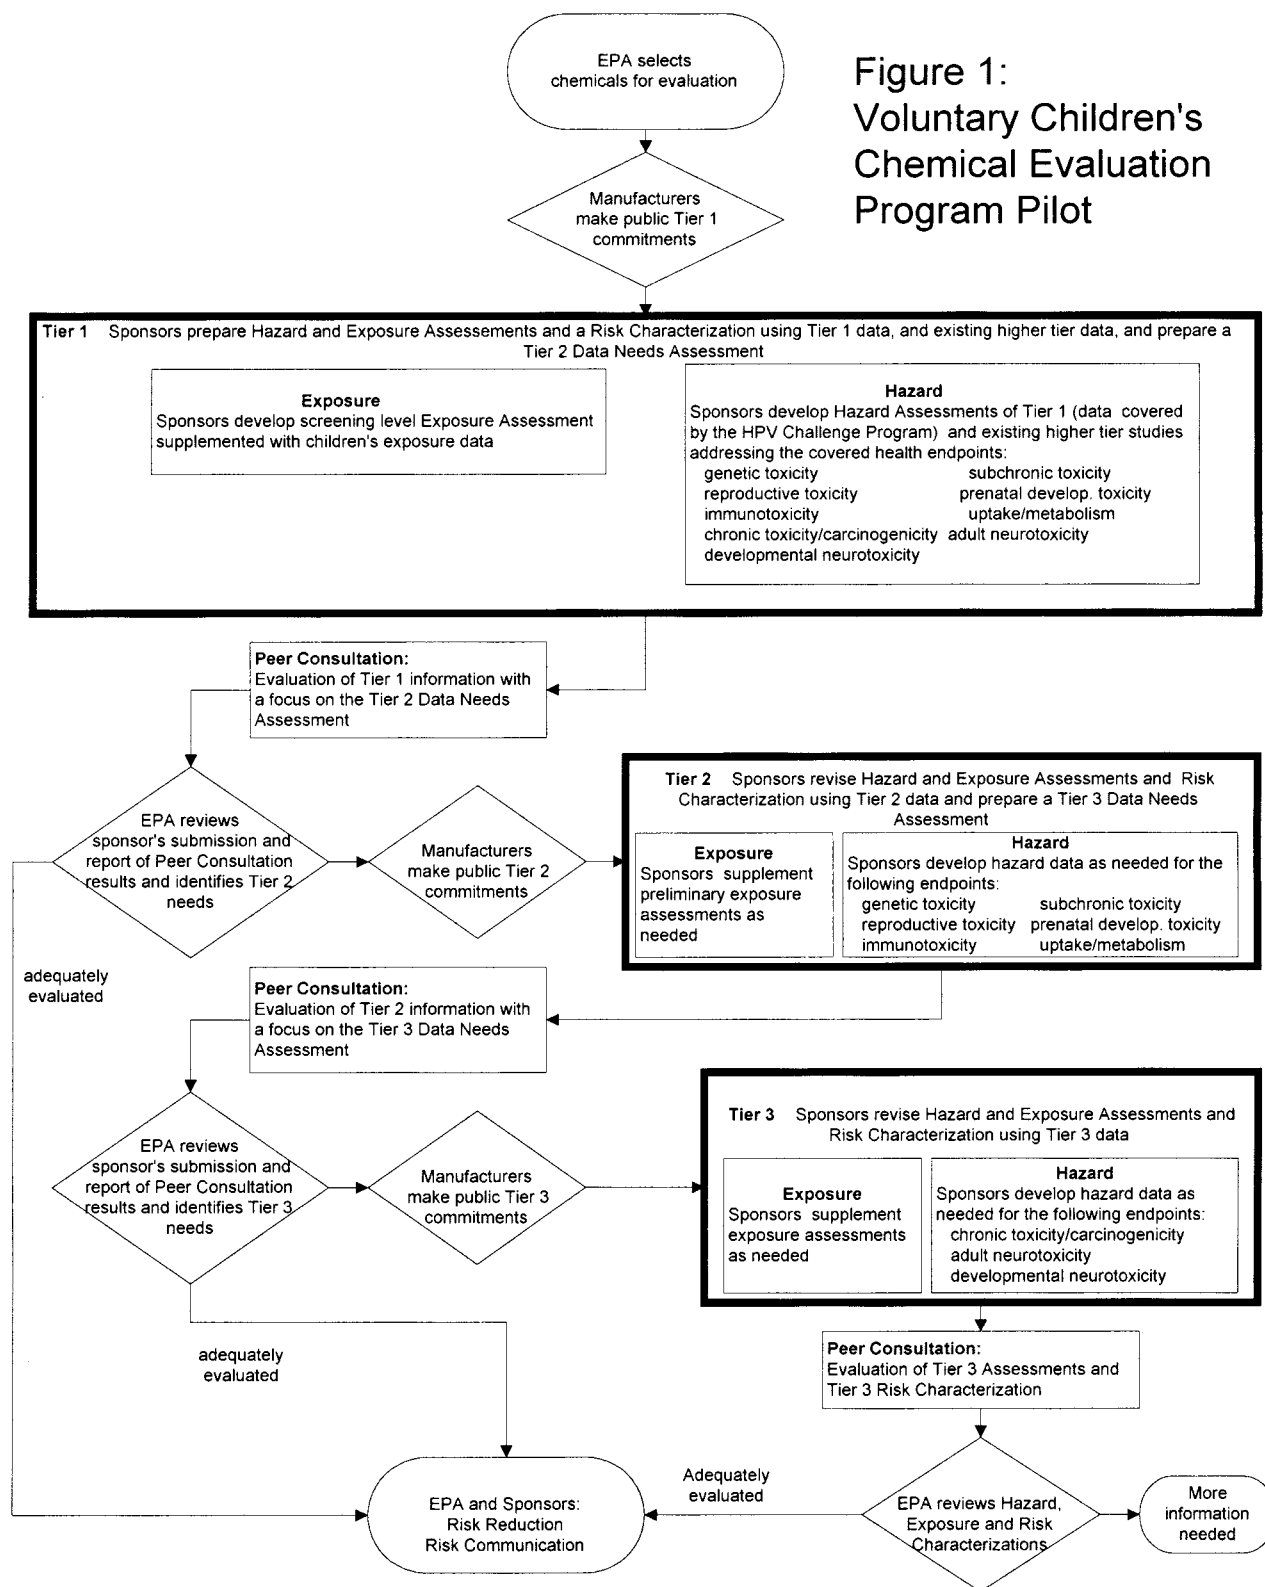 EPA selects
chemicals for evaluation
Figure 1:
Voluntary Children's
Chemical Evaluation
Program Pilot
Manufacturers
make public Tier 1
commitments
Tier 1 Sponsors prepare Hazard and Exposure Assessements and a Risk Characterization using Tier 1 data, and existing higher tier data, and prepare a
Tier 2 Data Needs Assessment
Exposure
Sponsors develop screening level Exposure Assessment
supplemented with children's exposure data
Hazard
Sponsors develop Hazard Assessments of Tier 1 (data covered
by the HPV Challenge Program) and existing higher tier studies
addressing the covered health endpoints:
genetic toxicity subchronic toxicity
reproductive toxicity prenatal develop. toxicity
immunotoxicity uptake/metabolism
chronic toxicity/carcinogenicity adult neurotoxicity
developmental neurotoxicity
Peer Consultation:
Evaluation of Tier 1 information with
a focus on the Tier 2 Data Needs
Assessment
EPA reviews
sponsor's submission and
report of Peer Consultation
results and identifies Tier 2
needs
Manufacturers
make public Tier 2
commitments
Tier 2 Sponsors revise Hazard and Exposure Assessments and Risk
Characterization using Tier 2 data and prepare a Tier 3 Data Needs
Assessment
Exposure
Sponsors supplement
preliminary exposure
assessments as
needed
Hazard
Sponsors develop hazard data as needed for the
following endpoints:
genetic toxicity subchronic toxicity
reproductive toxicity prenatal develop. toxicity
immunotoxicity uptake/metabolism
adequately
evaluated
Peer Consultation:
Evaluation of Tier 2 information with
a focus on the Tier 3 Data Needs
Assessment
EPA reviews
sponsor's submission and
report of Peer Consultation
results and identifies Tier 3
needs
Manufacturers
make public Tier 3
commitments
Tier 3 Sponsors revise Hazard and Exposure Assessments and
Risk Characterization using Tier 3 data
Exposure
Sponsors supplement
exposure assessments
as needed
Hazard
Sponsors develop hazard data as
needed for the following endpoints:
chronic toxicity/carcinogenicity
adult neurotoxicity
developmental neurotoxicity
adequately
evaluated
Peer Consultation:
Evaluation of Tier 3 Assessments and
Tier 3 Risk Characterization
EPA and Sponsors:
Risk Reduction
Risk Communication
Adequately
evaluated
EPA reviews Hazard,
Exposure and Risk
Characterizations
More
information
needed